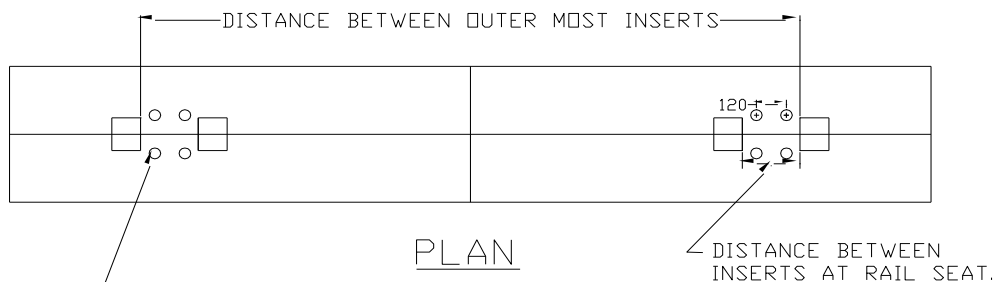 DISTANCE BETWEEN OUTER MOST INSERTS
120
PLAN
DISTANCE BETWEEN
INSERTS AT RAIL SEAT.